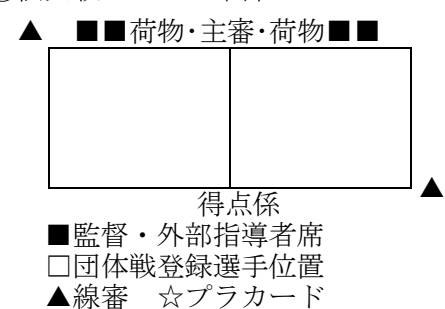 ▲ ■■荷物・主審・荷物■■
▲
得点係
■監督・外部指導者席
□団体戦登録選手位置
▲線審 ☆プラカード